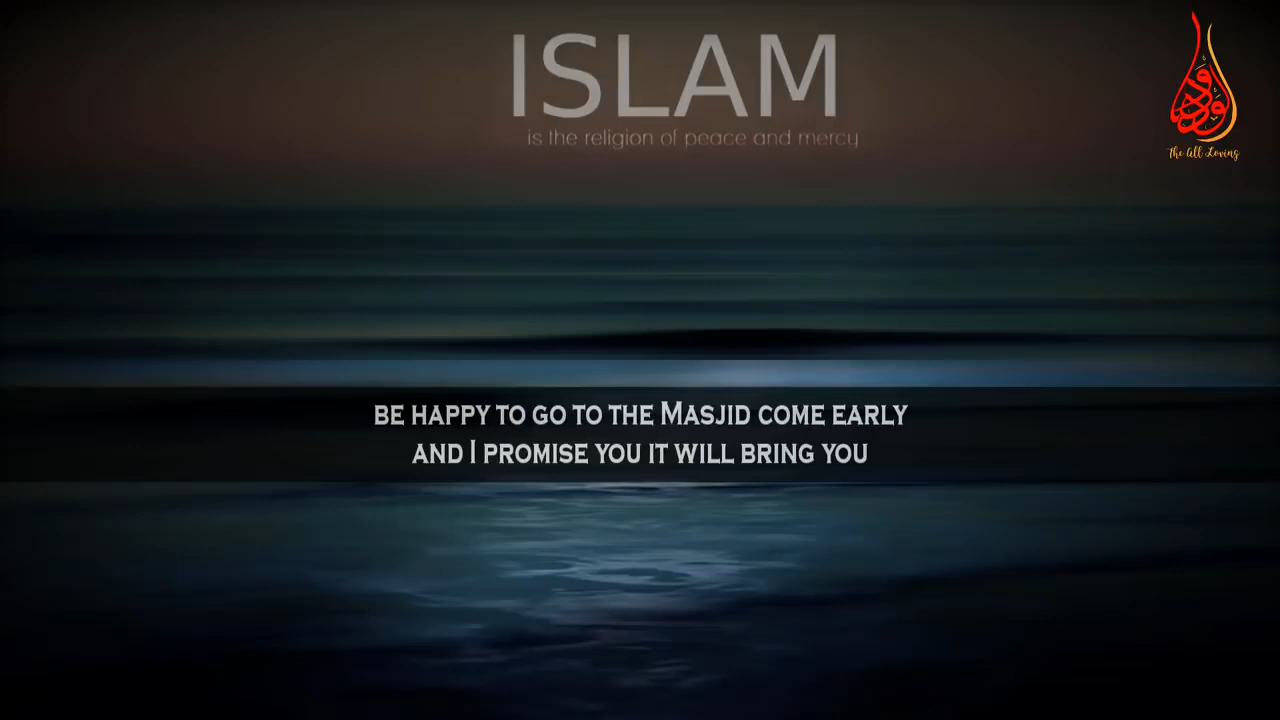 ISLAM
is the religion of peace and mercy
الودود
The All Loving
BE HAPPY TO GO TO THE MASJID COME EARLY
AND I PROMISE YOU IT WILL BRING YOU